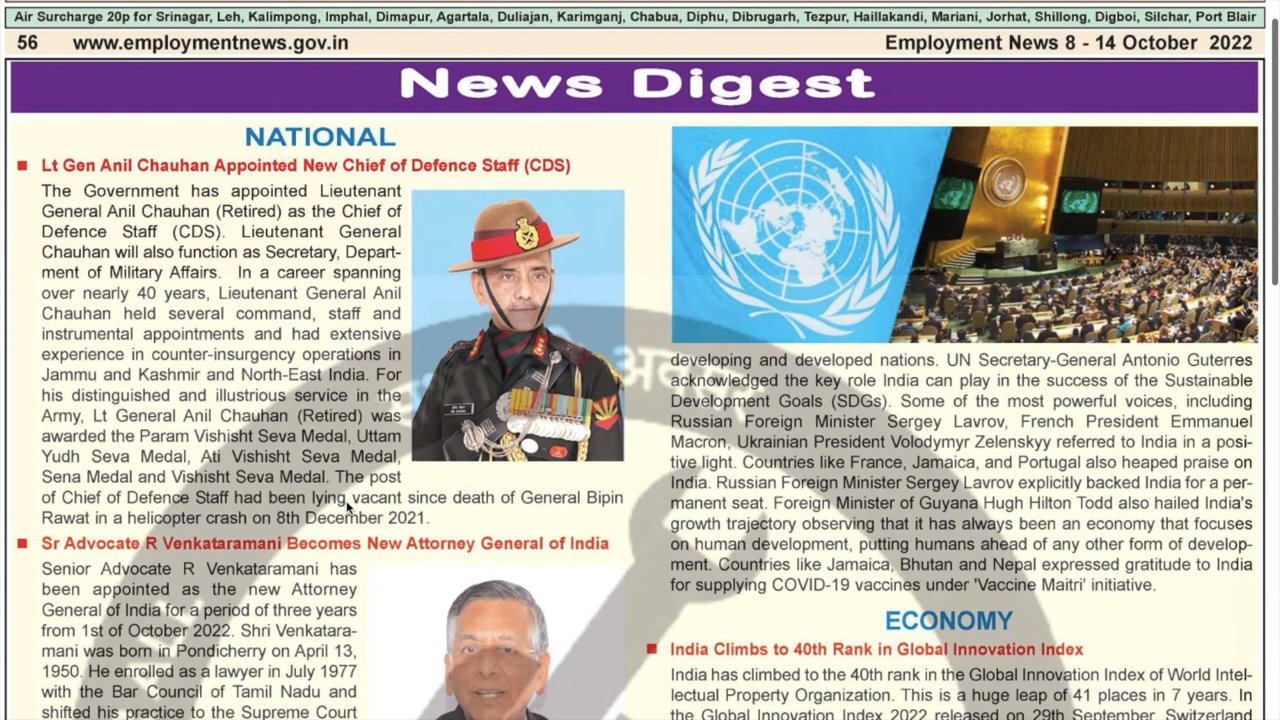 Air Surcharge 20p for Srinagar, Leh, Kalimpong, Imphal, Dimapur, Agartala, Duliajan, Karimganj, Chabua, Diphu, Dibrugarh, Tezpur, Haillakandi, Mariani, Jorhat, Shillong, Digboi, Silchar, Port Blair
56 www.employmentnews.gov.in Employment News 8 - 14 October 2022
News Digest
NATIONAL
Lt Gen Anil Chauhan Appointed New Chief of Defence Staff (CDS)
The Government has appointed Lieutenant
General Anil Chauhan (Retired) as the Chief of
Defence Staff (CDS). Lieutenant General
Chauhan will also function as Secretary, Depart-
ment of Military Affairs. In a career spanning
over nearly 40 years, Lieutenant General Anil
Chauhan held several command, staff and
instrumental appointments and had extensive
experience in counter-insurgency operations in
Jammu and Kashmir and North-East India. For
his distinguished and illustrious service in the
Army, Lt General Anil Chauhan (Retired) was
awarded the Param Vishisht Seva Medal, Uttam
Yudh Seva Medal, Ati Vishisht Seva Medal,
Sena Medal and Vishisht Seva Medal. The post
of Chief of Defence Staff had been lying vacant since death of General Bipin
Rawat in a helicopter crash on 8th December 2021.
Sr Advocate R Venkataramani Becomes New Attorney General of India
Senior Advocate R Venkataramani has
been appointed as the new Attorney
General of India for a period of three years
from 1st of October 2022. Shri Venkatara-
mani was born in Pondicherry on April 13,
1950. He enrolled as a lawyer in July 1977
with the Bar Council of Tamil Nadu and
shifted his practice to the Supreme Court
developing and developed nations. UN Secretary-General Antonio Guterres
acknowledged the key role India can play in the success of the Sustainable
Development Goals (SDGs). Some of the most powerful voices, including
Russian Foreign Minister Sergey Lavrov, French President Emmanuel
Macron, Ukrainian President Volodymyr Zelenskyy referred to India in a posi-
tive light. Countries like France, Jamaica, and Portugal also heaped praise on
India. Russian Foreign Minister Sergey Lavrov explicitly backed India for a per-
manent seat. Foreign Minister of Guyana Hugh Hilton Todd also hailed India's
growth trajectory observing that it has always been an economy that focuses
on human development, putting humans ahead of any other form of develop-
ment. Countries like Jamaica, Bhutan and Nepal expressed gratitude to India
for supplying COVID-19 vaccines under 'Vaccine Maitri' initiative.
ECONOMY
India Climbs to 40th Rank in Global Innovation Index
India has climbed to the 40th rank in the Global Innovation Index of World Intel-
lectual Property Organization. This is a huge leap of 41 places in 7 years. In
the Global Innovation Index 2022 released on 29th September, Switzerland